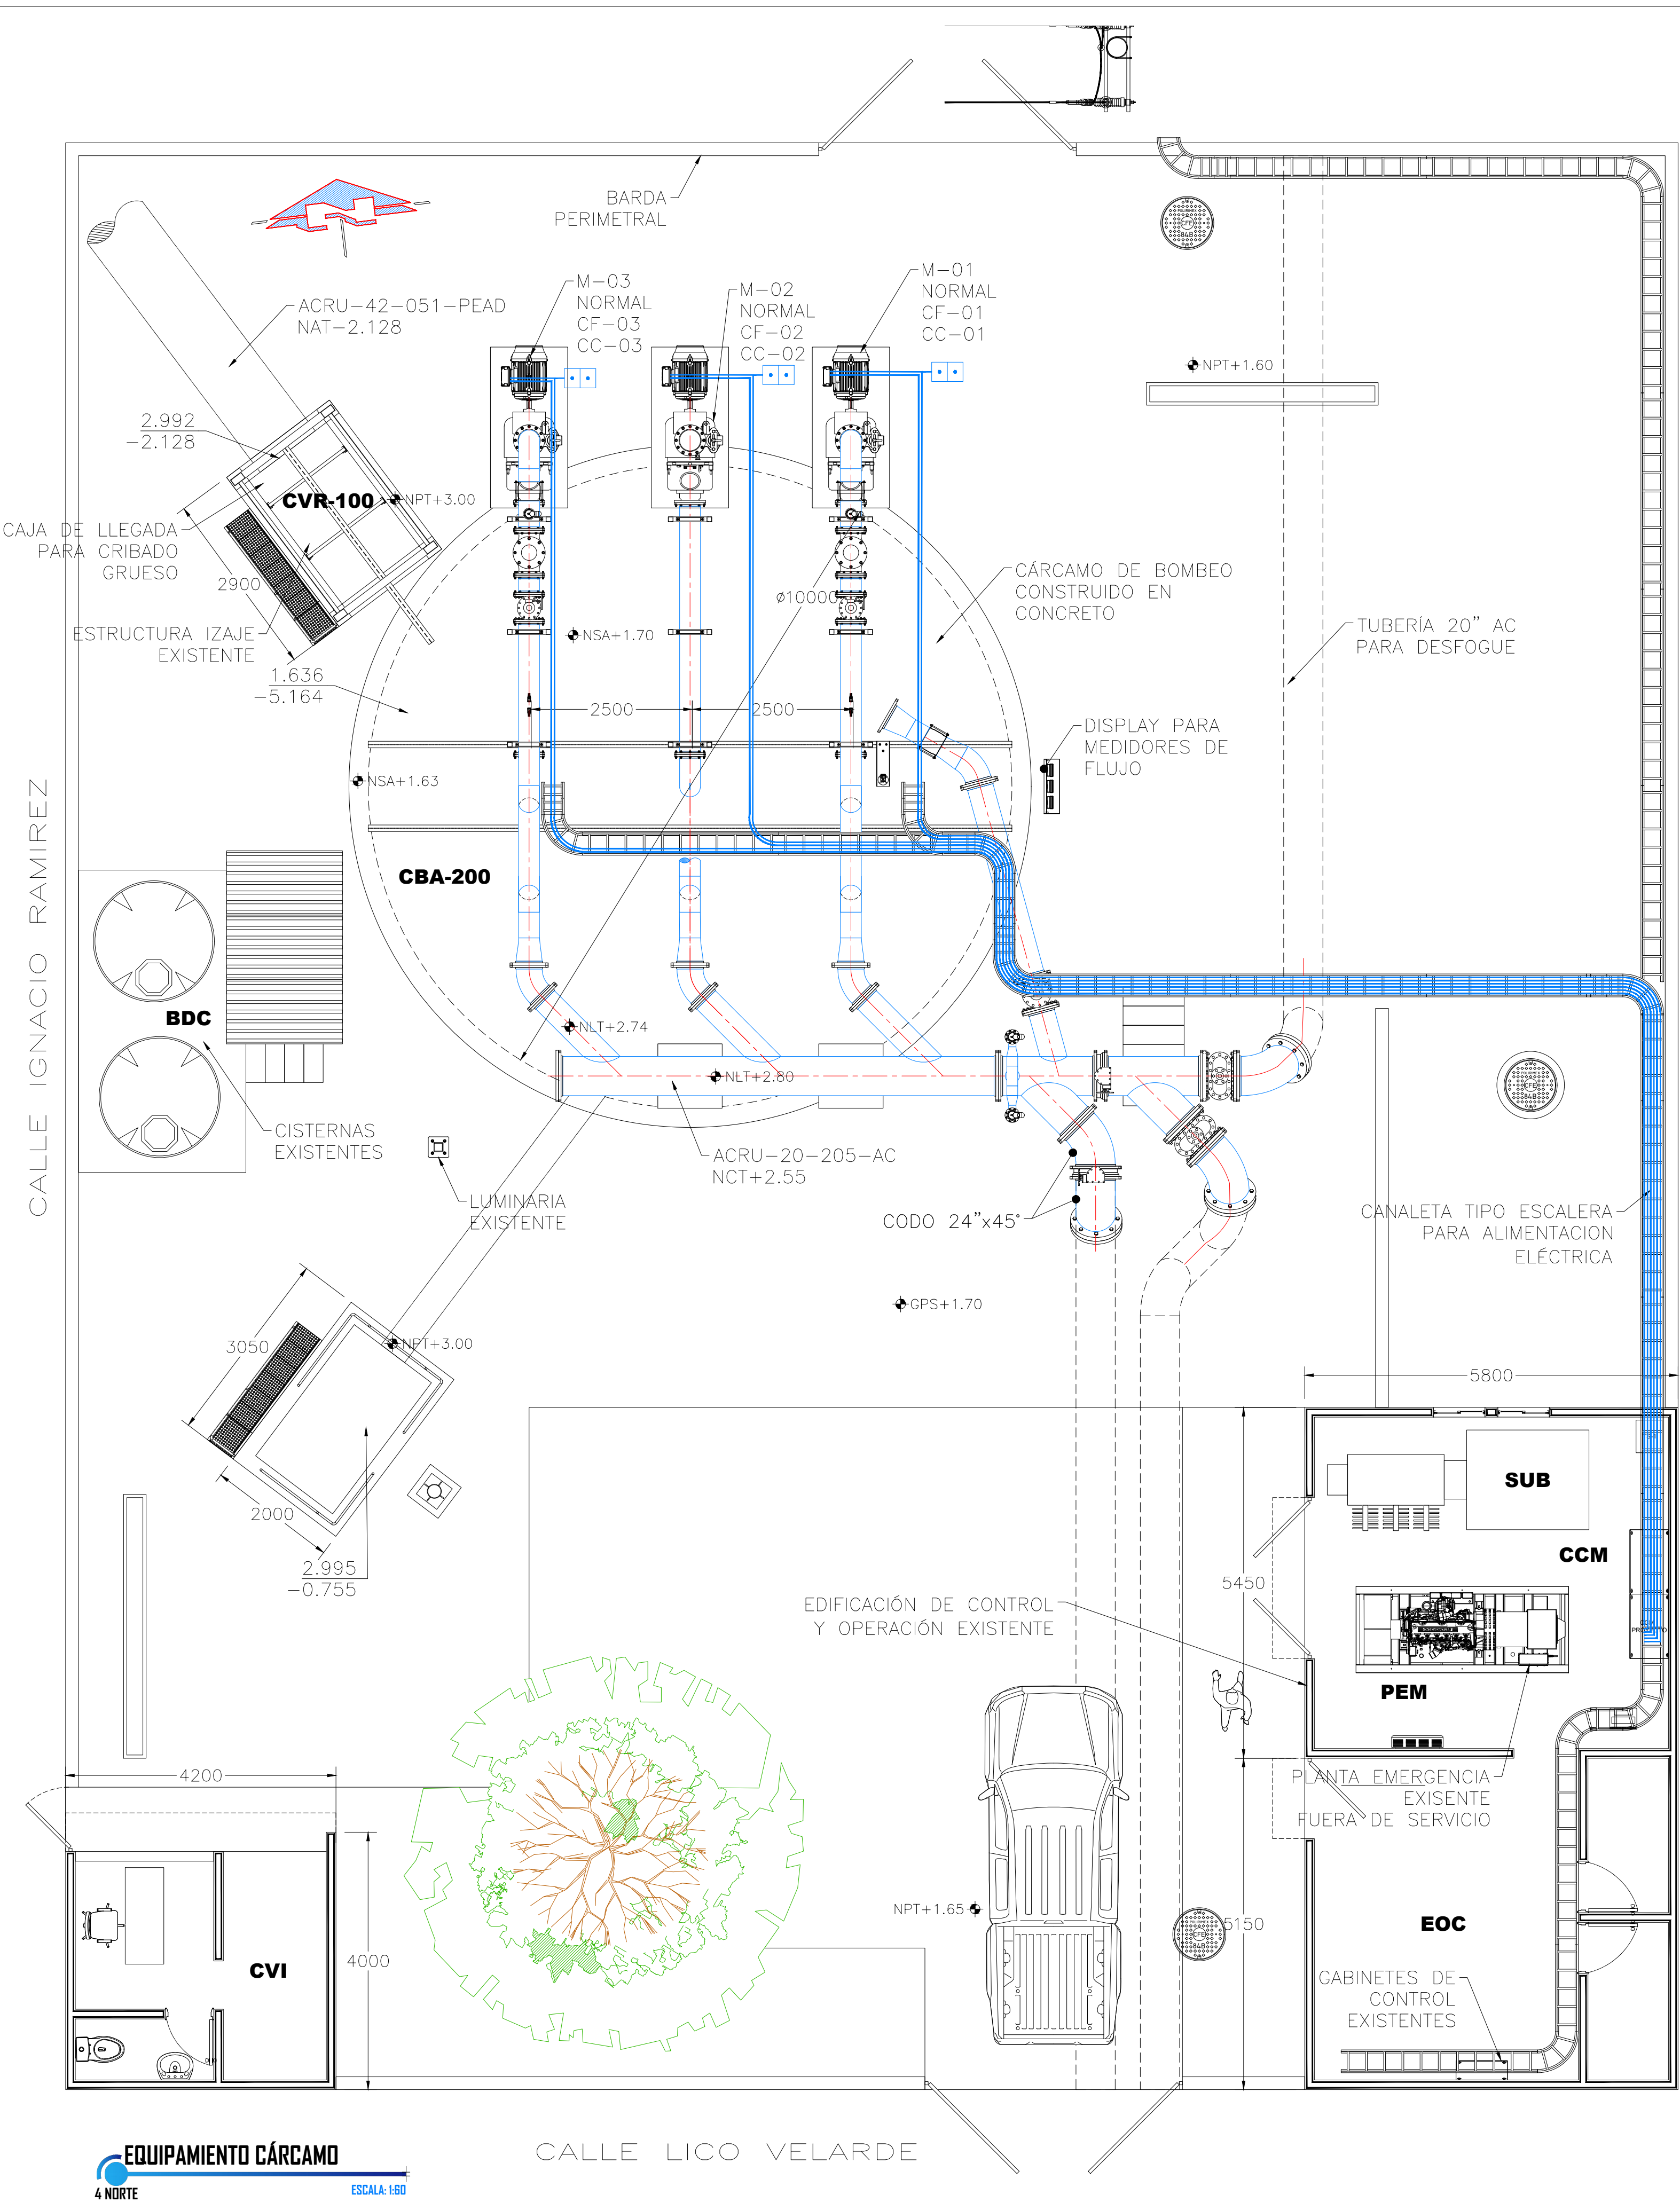 BARDA
PERIMETRAL
ACRU-42-051-PEAD
NAT-2.128
M-03
NORMAL
CF-03
CC-03
M-02
NORMAL
CF-02
CC-02
M-01
NORMAL
CF-01
CC-01
CFE
NPT+1.60
2.992
-2.128
CVR-100
NPT+3.00
CAJA DE LLEGADA
PARA CRIBADO
GRUESO
2900
ESTRUCTURA IZAJE
EXISTENTE
1.636
-5.164
NSA+1.70
ø10000
CÁRCAMO DE BOMBEO
CONSTRUIDO EN
CONCRETO
TUBERÍA 20" AC
PARA DESFOGUE
2500
2500
DISPLAY PARA
MEDIDORES DE
FLUJO
NSA+1.63
CBA-200
CALLE IGNACIO RAMIREZ
BDC
NLT+2.74
NLT+2.80
CFE
CISTERNAS
EXISTENTES
ACRU-20-205-AC
NCT+2.55
LUMINARIA
EXISTENTE
CODO 24"x45°
CANALETA TIPO ESCALERA
PARA ALIMENTACION
ELÉCTRICA
GPS+1.70
3050
NPT+3.00
5800
2000
2.995
-0.755
SUB
CCM
5450
EDIFICACIÓN DE CONTROL
Y OPERACIÓN EXISTENTE
PEM
4200
PLANTA EMERGENCIA
EXISENTE
FUERA DE SERVICIO
NPT+1.65
CFE
5150
EOC
4000
CVI
GABINETES DE
CONTROL
EXISTENTES
EQUIPAMIENTO CÁRCAMO
4 NORTE
ESCALA: 1:60
CALLE LICO VELARDE